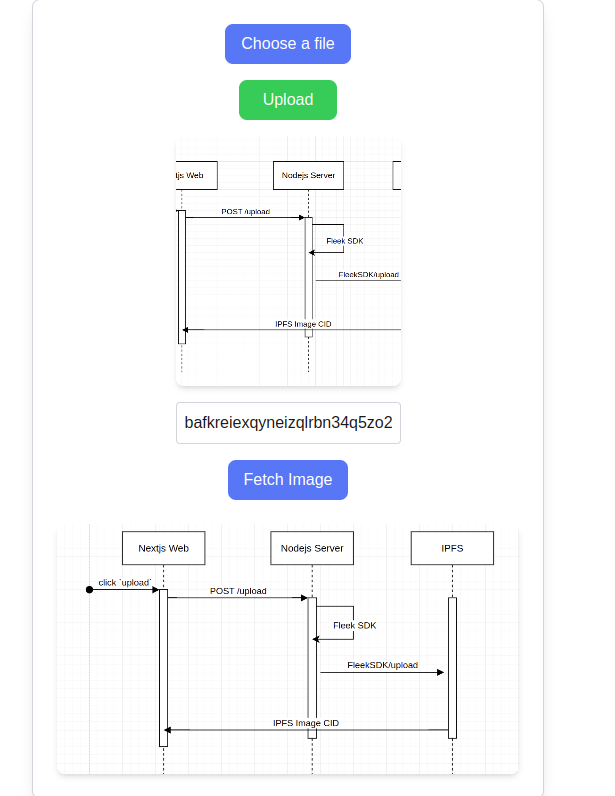 Choose a file
Upload
tjs Web
Nodejs Server
POST /upload
Fleek SDK
FleekSDK/upload
IPFS Image CID
bafkreiexqyneizqlrbn34q5zo2
Fetch Image
Nextjs Web
Nodejs Server
IPFS
click `upload`
POST /upload
Fleek SDK
FleekSDK/upload
IPFS Image CID